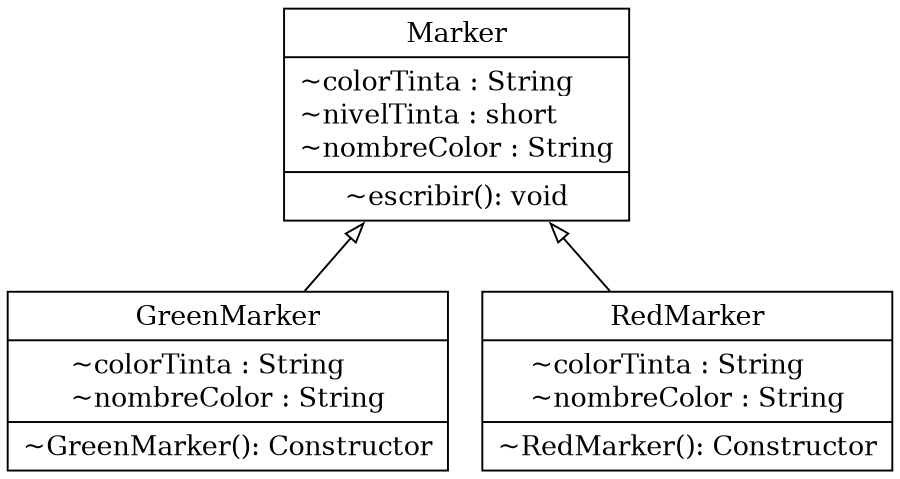 Marker
~colorTinta : String
~nivelTinta : short
~nombreColor : String
~escribir(): void
GreenMarker
~colorTinta : String
~nombreColor : String
~GreenMarker(): Constructor
RedMarker
~colorTinta : String
~nombreColor : String
~RedMarker(): Constructor